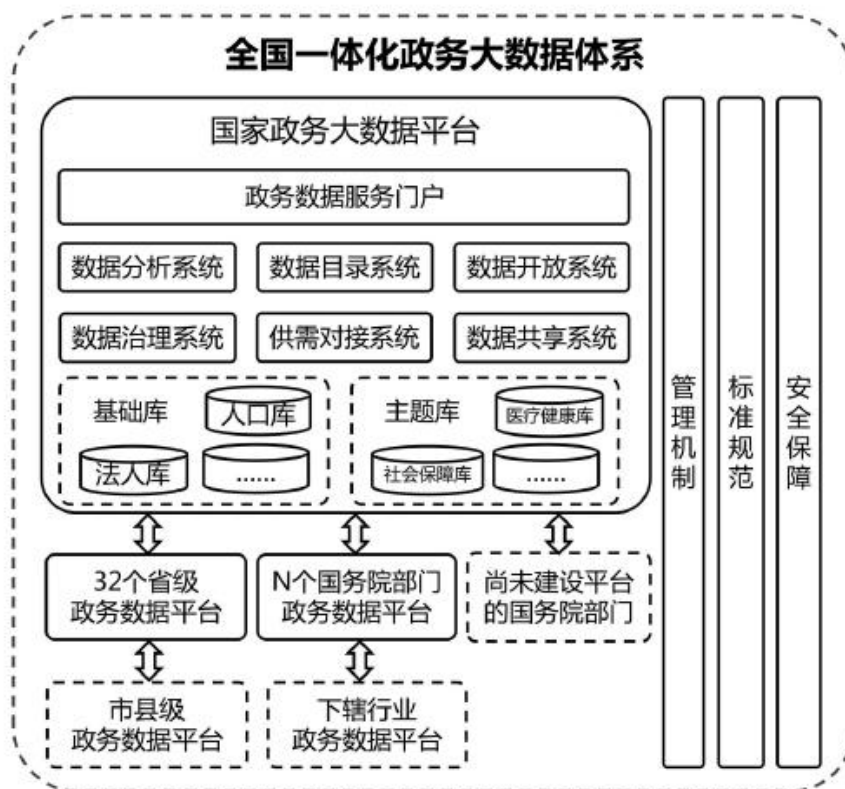 全国一体化政务大数据体系
国家政务大数据平台
政务数据服务门户
数据分析系统
数据目录系统
数据开放系统
数据治理系统
供需对接系统
数据共享系统
基础库
人口库
法人库
......
主题库
医疗健康库
社会保障库
......
32个省级
政务数据平台
N个国务院部门
政务数据平台
尚未建设平台
的国务院部门
市县级
政务数据平台
下辖行业
政务数据平台
管理机制
标准规范
安全保障